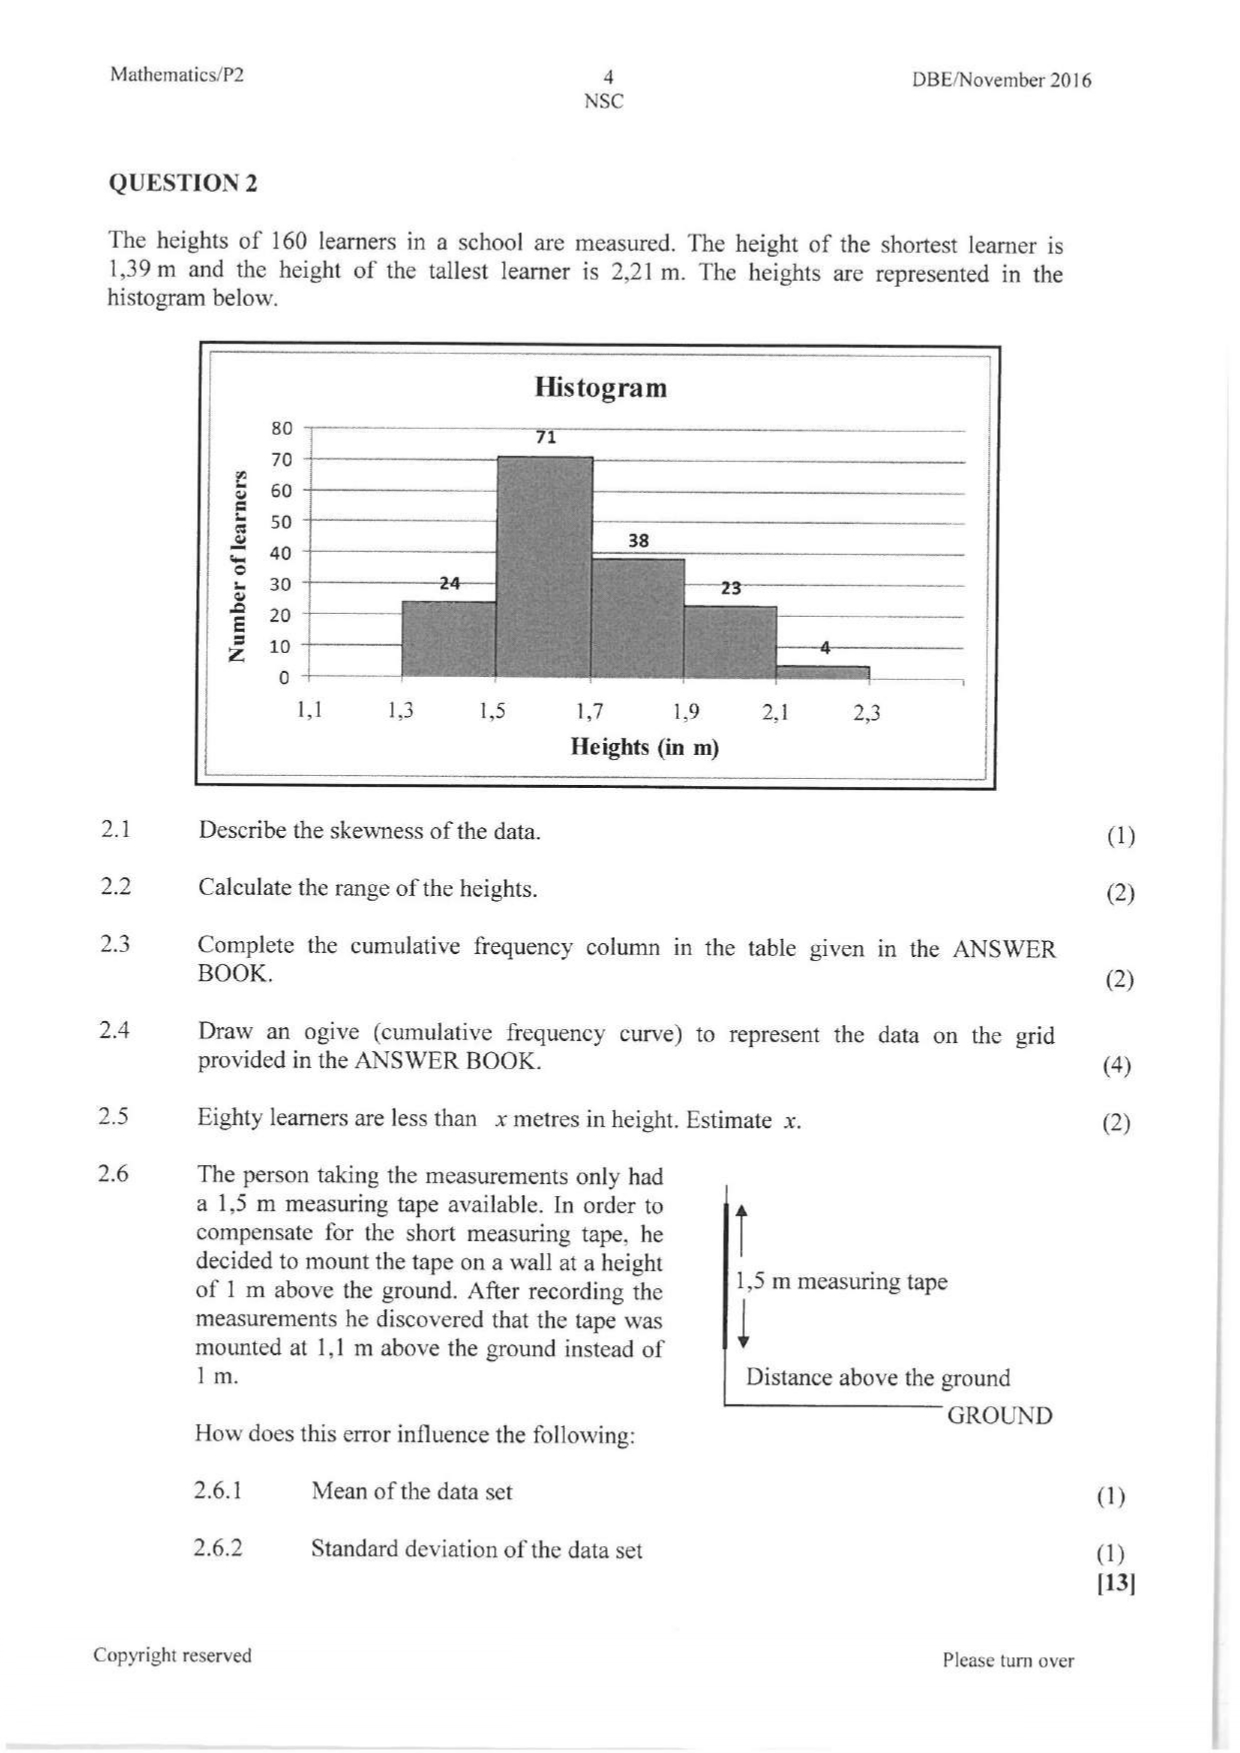 Mathematics/P2
4
NSC
DBE/November 2016
QUESTION 2
The heights of 160 learners in a school are measured. The height of the shortest learner is
1,39 m and the height of the tallest learner is 2,21 m. The heights are represented in the
histogram below.
Histogram
Number of learners
80
70
60
50
40
30
20
10
0
24
71
38
23
4
1,1 1,3 1,5 1,7 1,9 2,1 2,3
Heights (in m)
2.1 Describe the skewness of the data. (1)
2.2 Calculate the range of the heights. (2)
2.3 Complete the cumulative frequency column in the table given in the ANSWER
BOOK. (2)
2.4 Draw an ogive (cumulative frequency curve) to represent the data on the grid
provided in the ANSWER BOOK. (4)
2.5 Eighty learners are less than x metres in height. Estimate x. (2)
2.6 The person taking the measurements only had
a 1,5 m measuring tape available. In order to
compensate for the short measuring tape, he
decided to mount the tape on a wall at a height
of 1 m above the ground. After recording the
measurements he discovered that the tape was
mounted at 1,1 m above the ground instead of
1 m.
1,5 m measuring tape
Distance above the ground
GROUND
How does this error influence the following:
2.6.1 Mean of the data set (1)
2.6.2 Standard deviation of the data set (1)
[13]
Copyright reserved
Please turn over